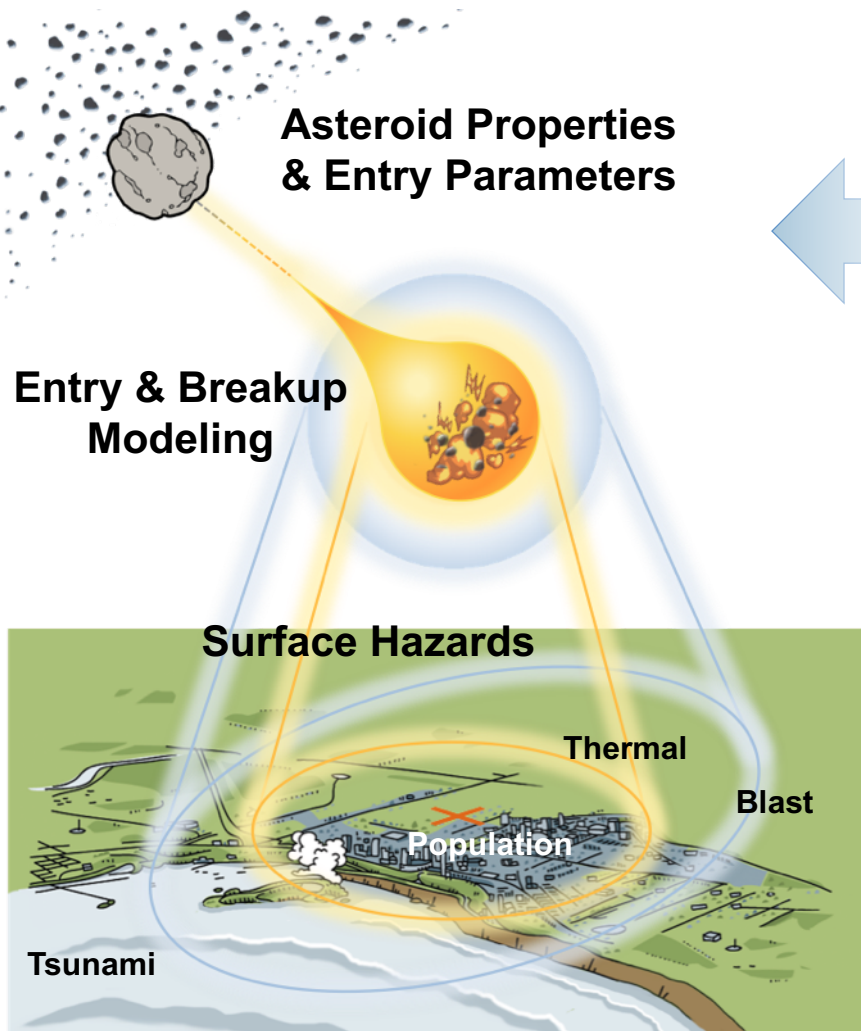 Asteroid Properties
& Entry Parameters
Entry & Breakup
Modeling
Surface Hazards
Thermal
Blast
Population
Tsunami